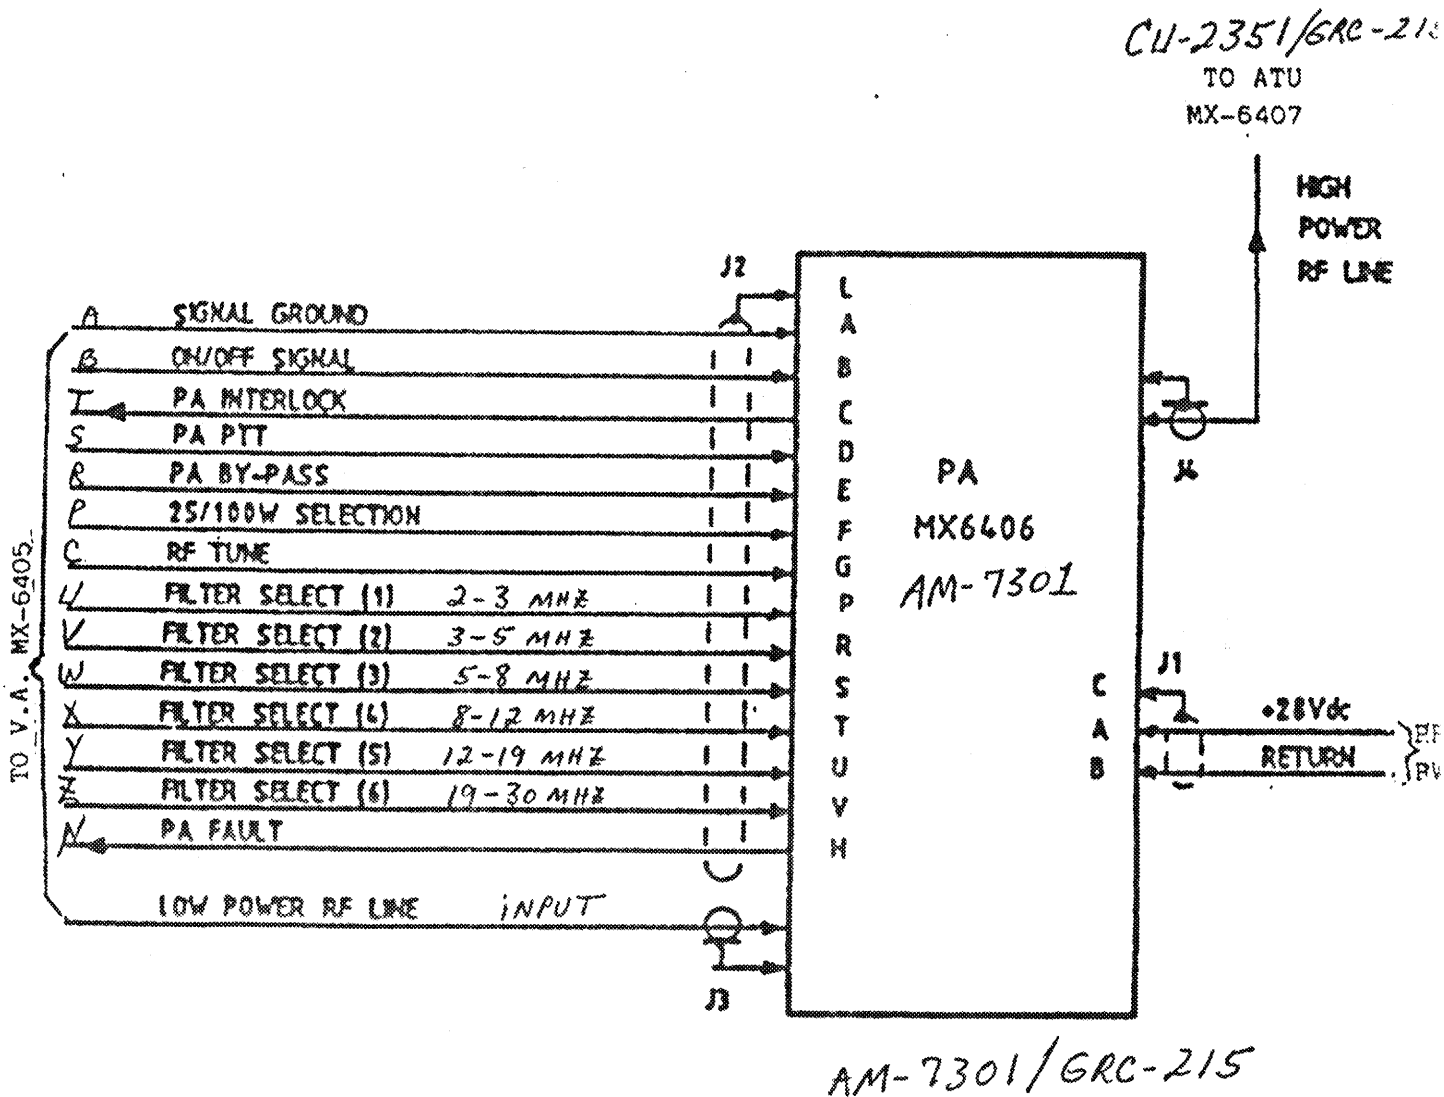 CU-2351/GRC-215
TO ATU
MX-6407
HIGH
POWER
RF LINE
J2
L
A SIGNAL GROUND A
B ON/OFF SIGNAL B
T PA INTERLOCK C
S PA PTT D
R PA BY-PASS E
P 25/100W SELECTION F
C RF TUNE G
U FILTER SELECT (1) 2-3 MHZ P
V FILTER SELECT (2) 3-5 MHZ R
W FILTER SELECT (3) 5-8 MHZ S
X FILTER SELECT (4) 8-12 MHZ T
Y FILTER SELECT (5) 12-19 MHZ U
Z FILTER SELECT (6) 19-30 MHZ V
N PA FAULT H
LOW POWER RF LINE INPUT
J3
TO V.A. MX-6405
PA
MX6406
AM-7301
J4
J1
C
A +28Vdc
B RETURN
AM-7301/GRC-215